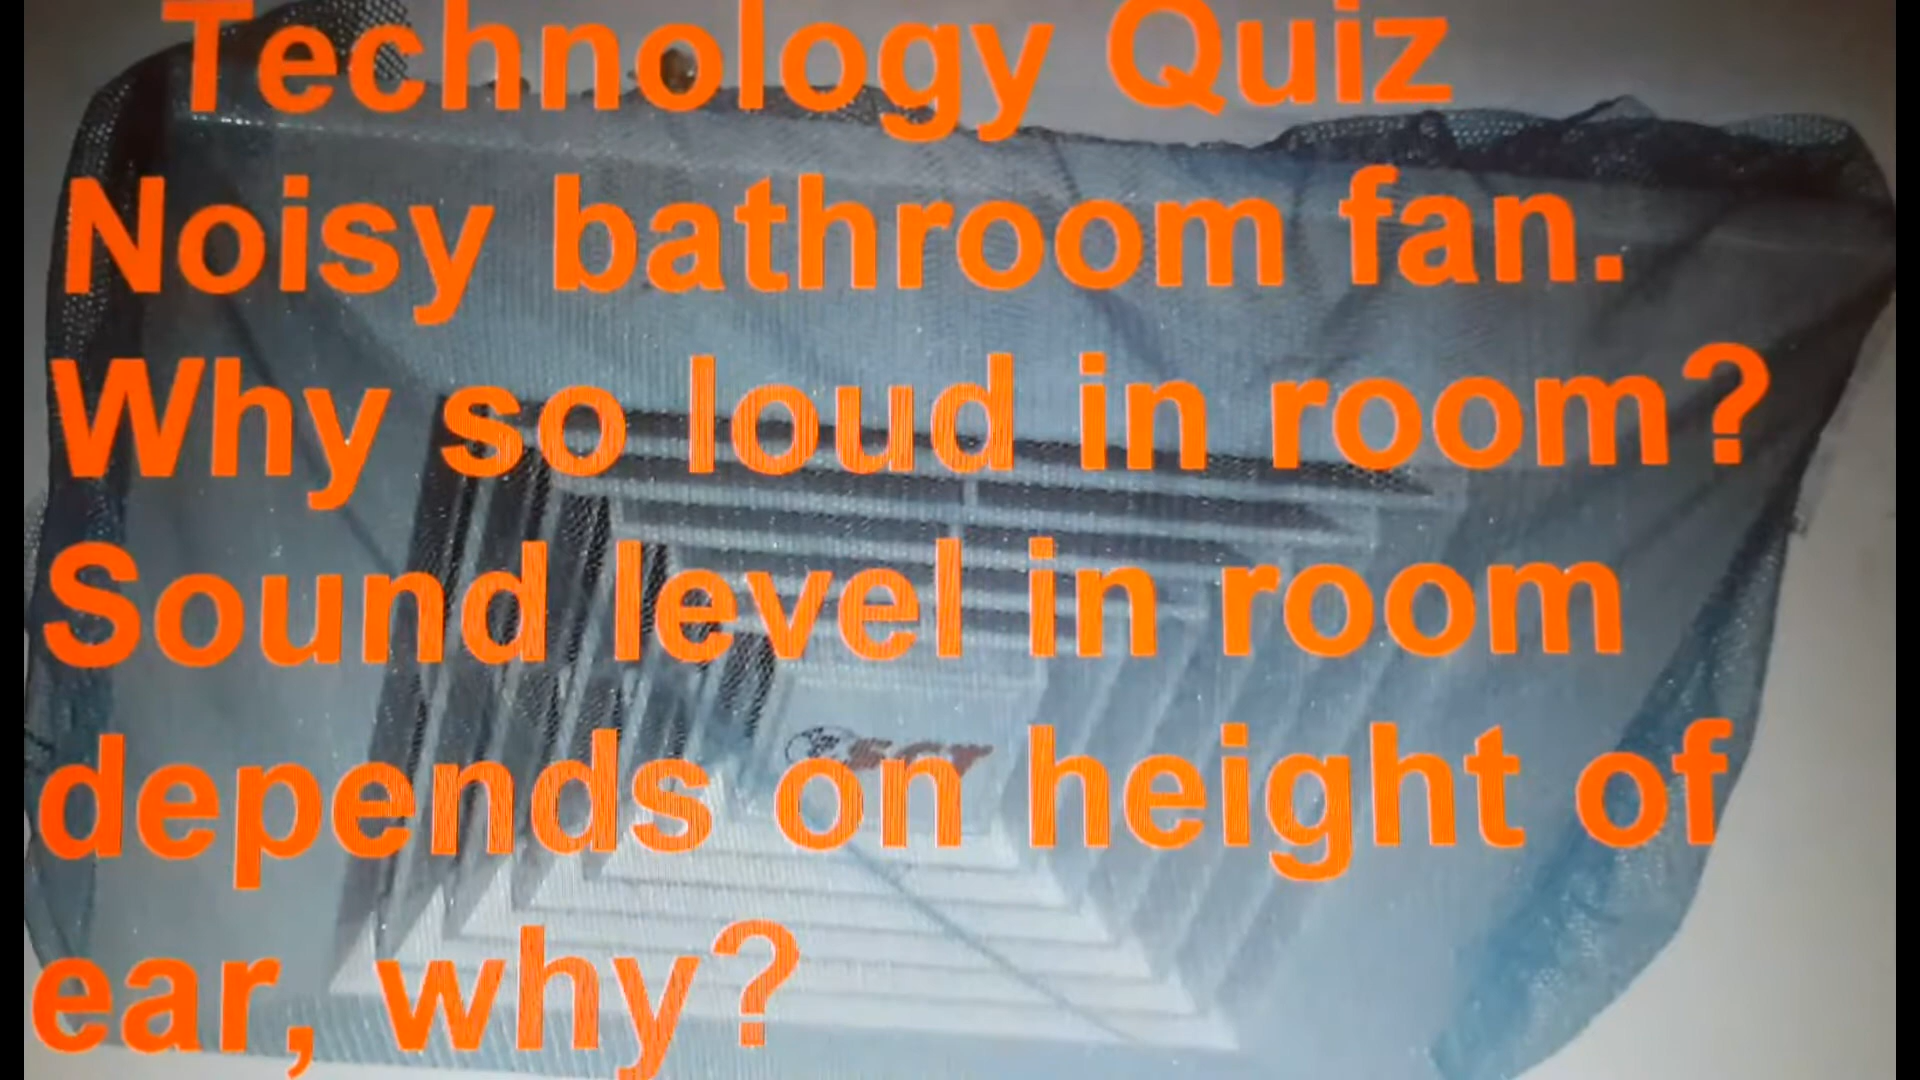 Technology Quiz
Noisy bathroom fan.
Why so loud in room?
Sound level in room
depends on height of
ear, why?